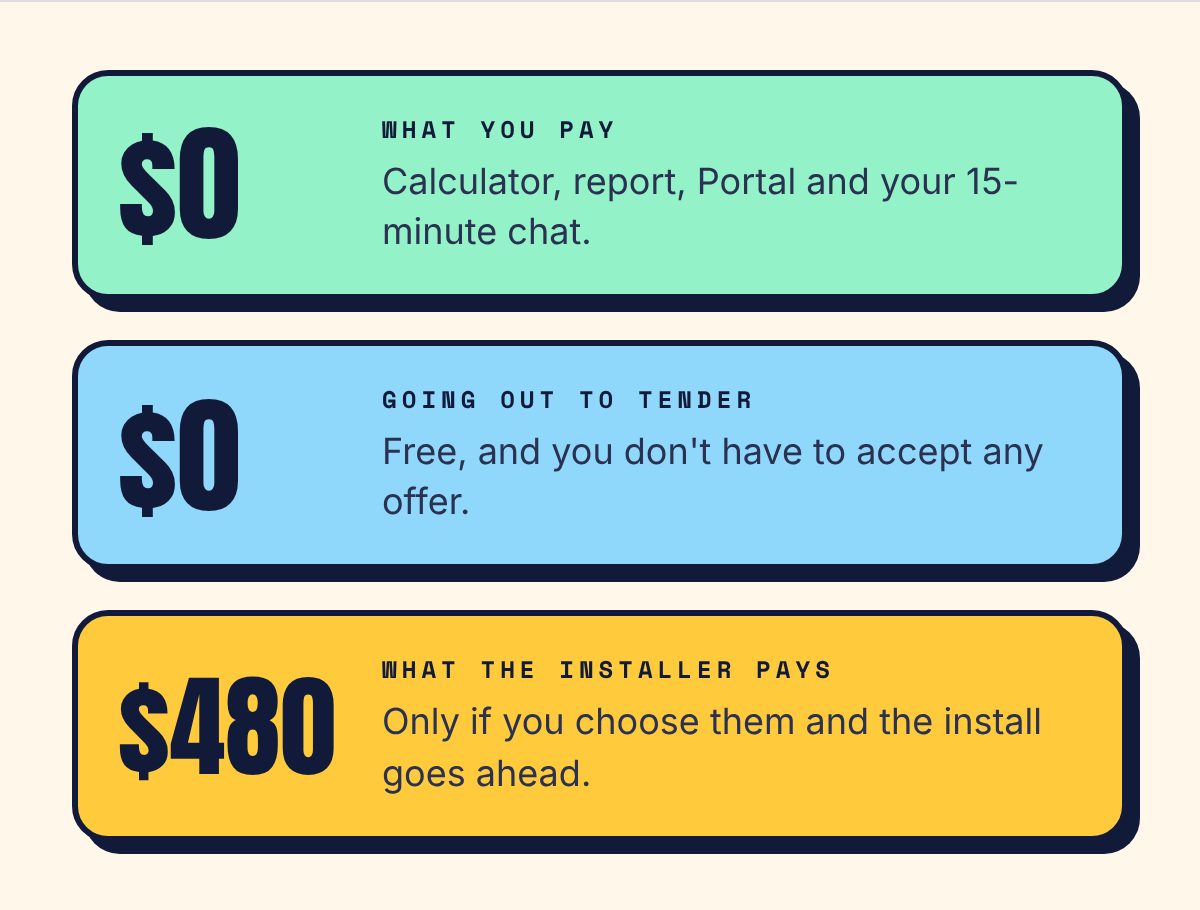 $0
WHAT YOU PAY
Calculator, report, Portal and your 15-
minute chat.
$0
GOING OUT TO TENDER
Free, and you don't have to accept any
offer.
$480
WHAT THE INSTALLER PAYS
Only if you choose them and the install
goes ahead.